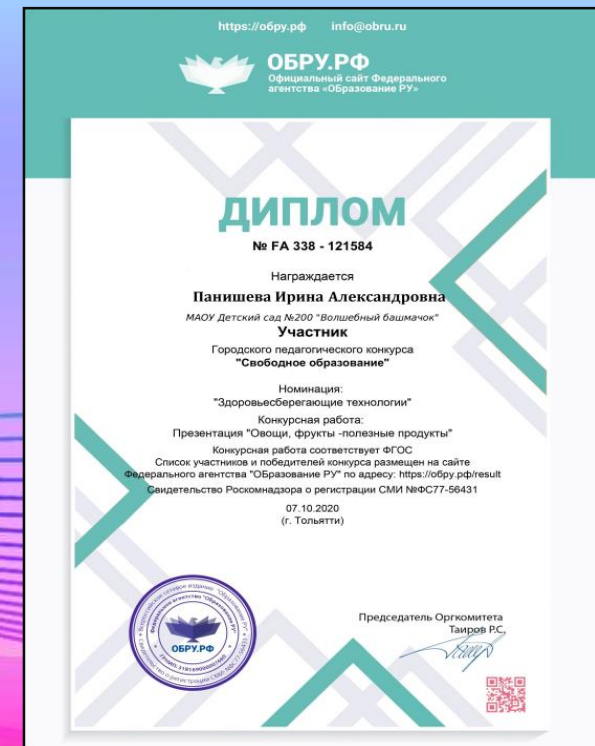 https://обру.рф info@obru.ru
ОБРУ.РФ
Официальный сайт Федерального
агентства «ОБразование РУ»
ДИПЛОМ
№ FA 338 - 121584
Награждается
Панишева Ирина Александровна
МАОУ Детский сад №200 "Волшебный башмачок"
Участник
Городского педагогического конкурса
"Свободное образование"
Номинация:
"Здоровьесберегающие технологии"
Конкурсная работа:
Презентация "Овощи, фрукты -полезные продукты"
Конкурсная работа соответствует ФГОС
Список участников и победителей конкурса размещен на сайте
Федерального агентства "ОБразование РУ" по адресу: https://обру.рф/result
Свидетельство Роскомнадзора о регистрации СМИ №ФС77-56431
07.10.2020
(г. Тольятти)
Председатель Оргкомитета
Таиров Р.С.
ОБРУ.РФ